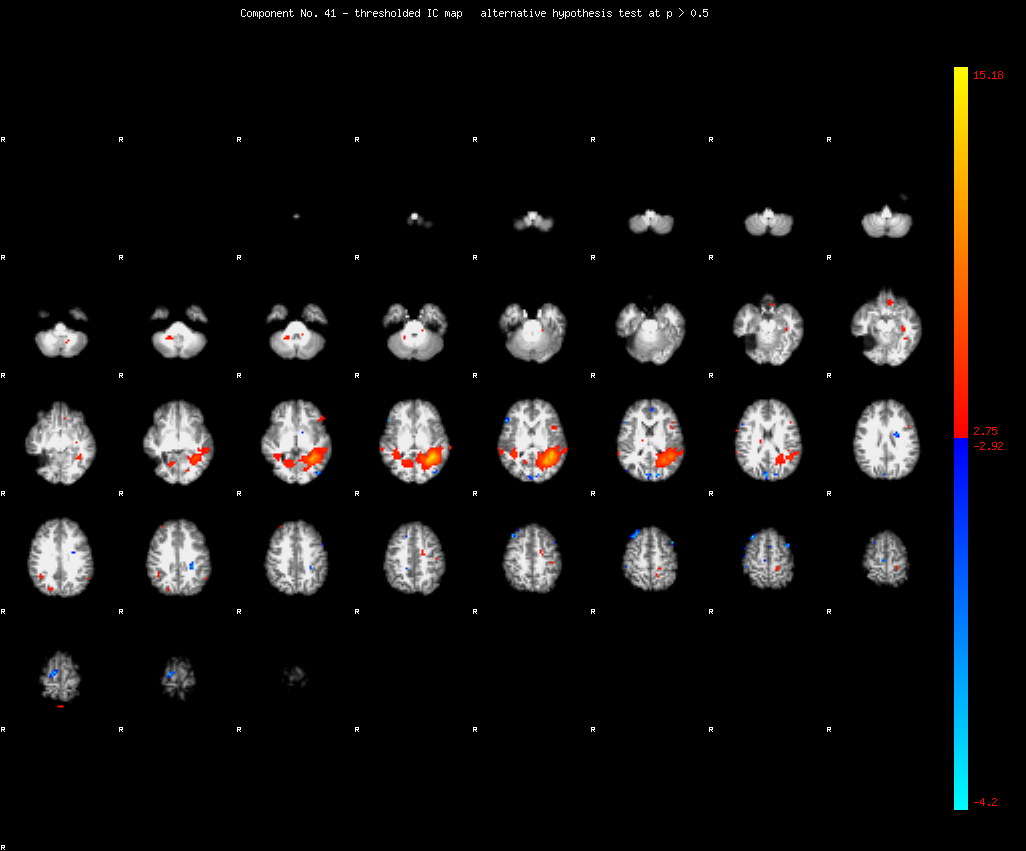 Component No. 41 - thresholded IC map   alternative hypothesis test at p > 0.5
15.18
R R R R R R R R
R R R R R R R R
R R R R R R R R
2.75
-2.92
R R R R R R R R
R R R R R R R R
R R R R R R R R
-4.2
R